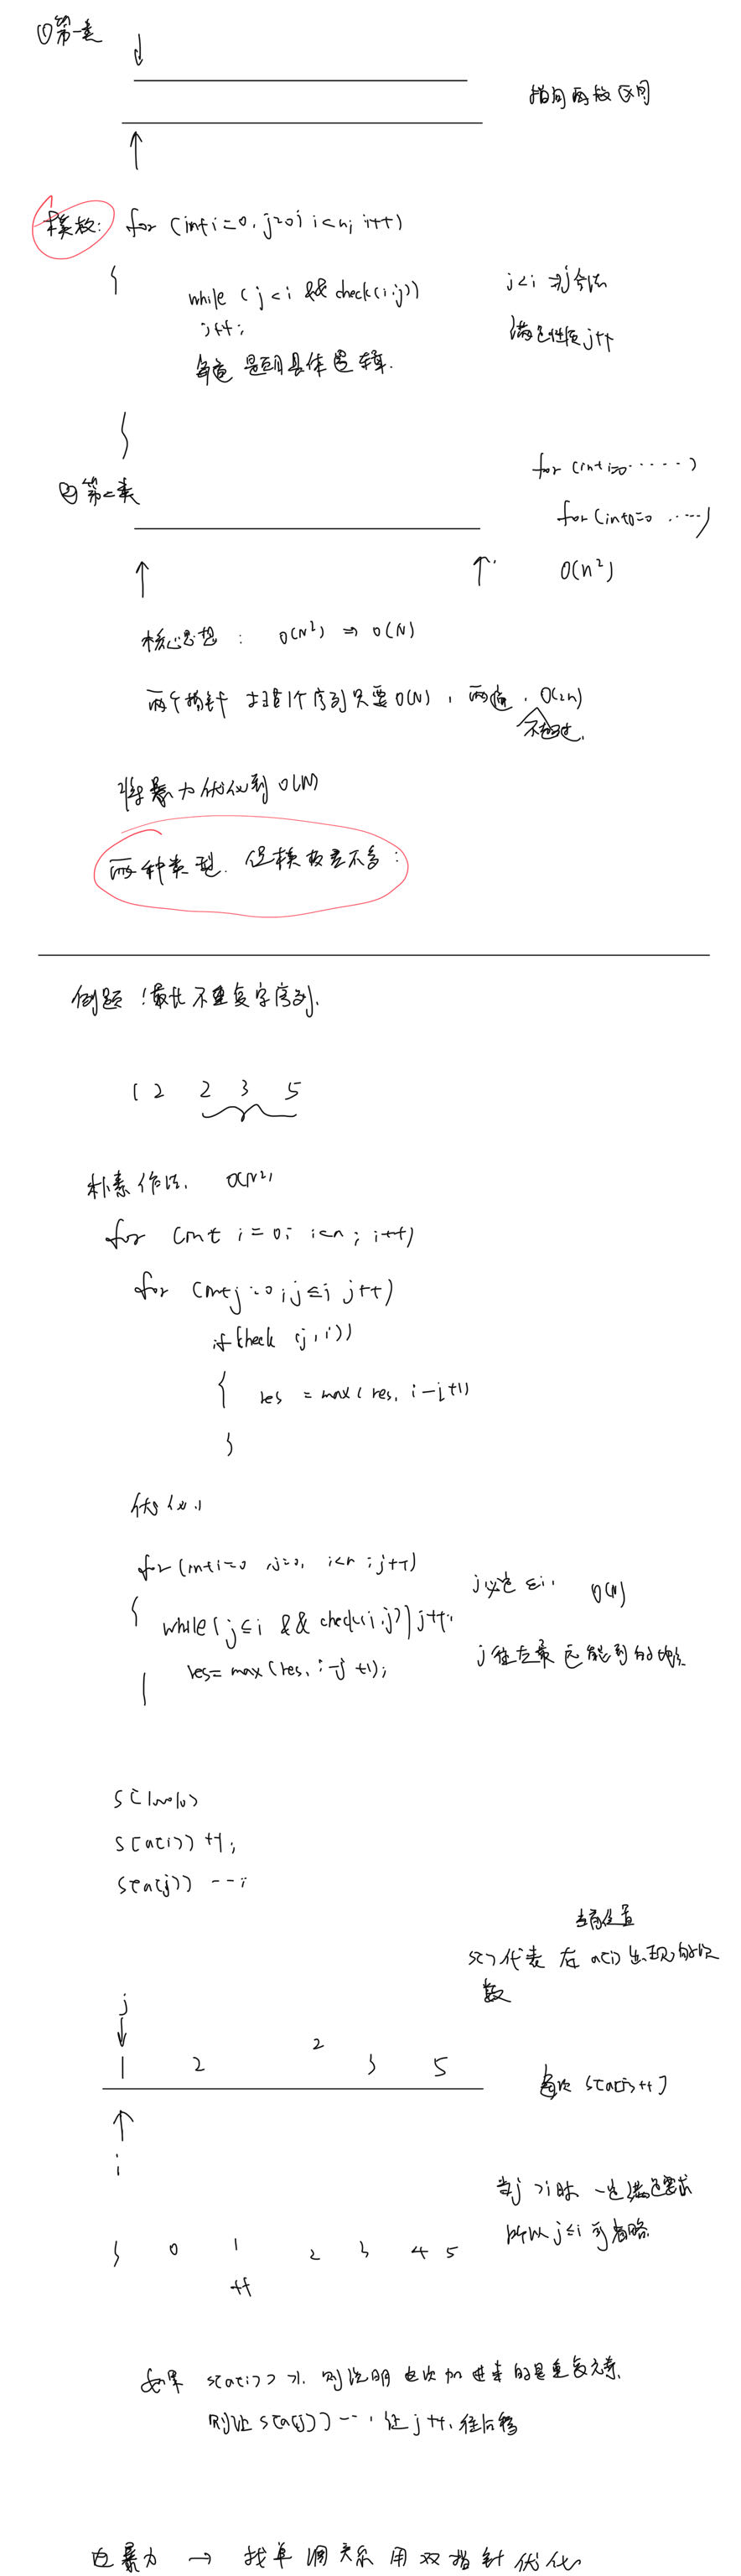 ①第一类
指向两段区间
模板: for (int i=0, j=0; i<n; i++)
{
while (j<i && check(i,j))
j++;
每道题目具体逻辑.
j<i j合法
满足性质j++
}
②第二类
for (int i=0 ······)
for (int j=0 ·····)
O(n²)
核心思想: O(N²) ⇒ O(N)
两个指针 扫描1个序列只要O(N), 两遍, O(2n)
不超过.
将暴力优化到 O(N)
两种类型. 但模板差不多:
例题: 最长不重复子序列.
1 2 2 3 5
朴素作法. O(N²)
for (int i=0; i<n; i++)
for (int j=0; j≤i j++)
if (check (j,i))
{ res = max(res, i-j+1)
}
优化:
for (int i=0 j=0, i<n; j++)
{ while(j≤i && check(i,j)) j++;
res = max(res, i-j+1);
}
j必定≤i. O(N)
j往左最远能到的地方
S[a[i]]++;
S[a[j]]--;
当前位置
s[]代表 在 a[i] 出现的次
数
j
↓
1 2 2 3 5
每次 s[a[j]++]
↑
i
当j>i时 一定满足要求
所以 j≤i 可省略
} 0 1 2 3 4 5
++
如果 s[a[i]]>1. 则说明这次加进来的是重复元素.
则让s[a[j]]--, 让j++, 往后移
由暴力 → 找单调关系 用双指针优化